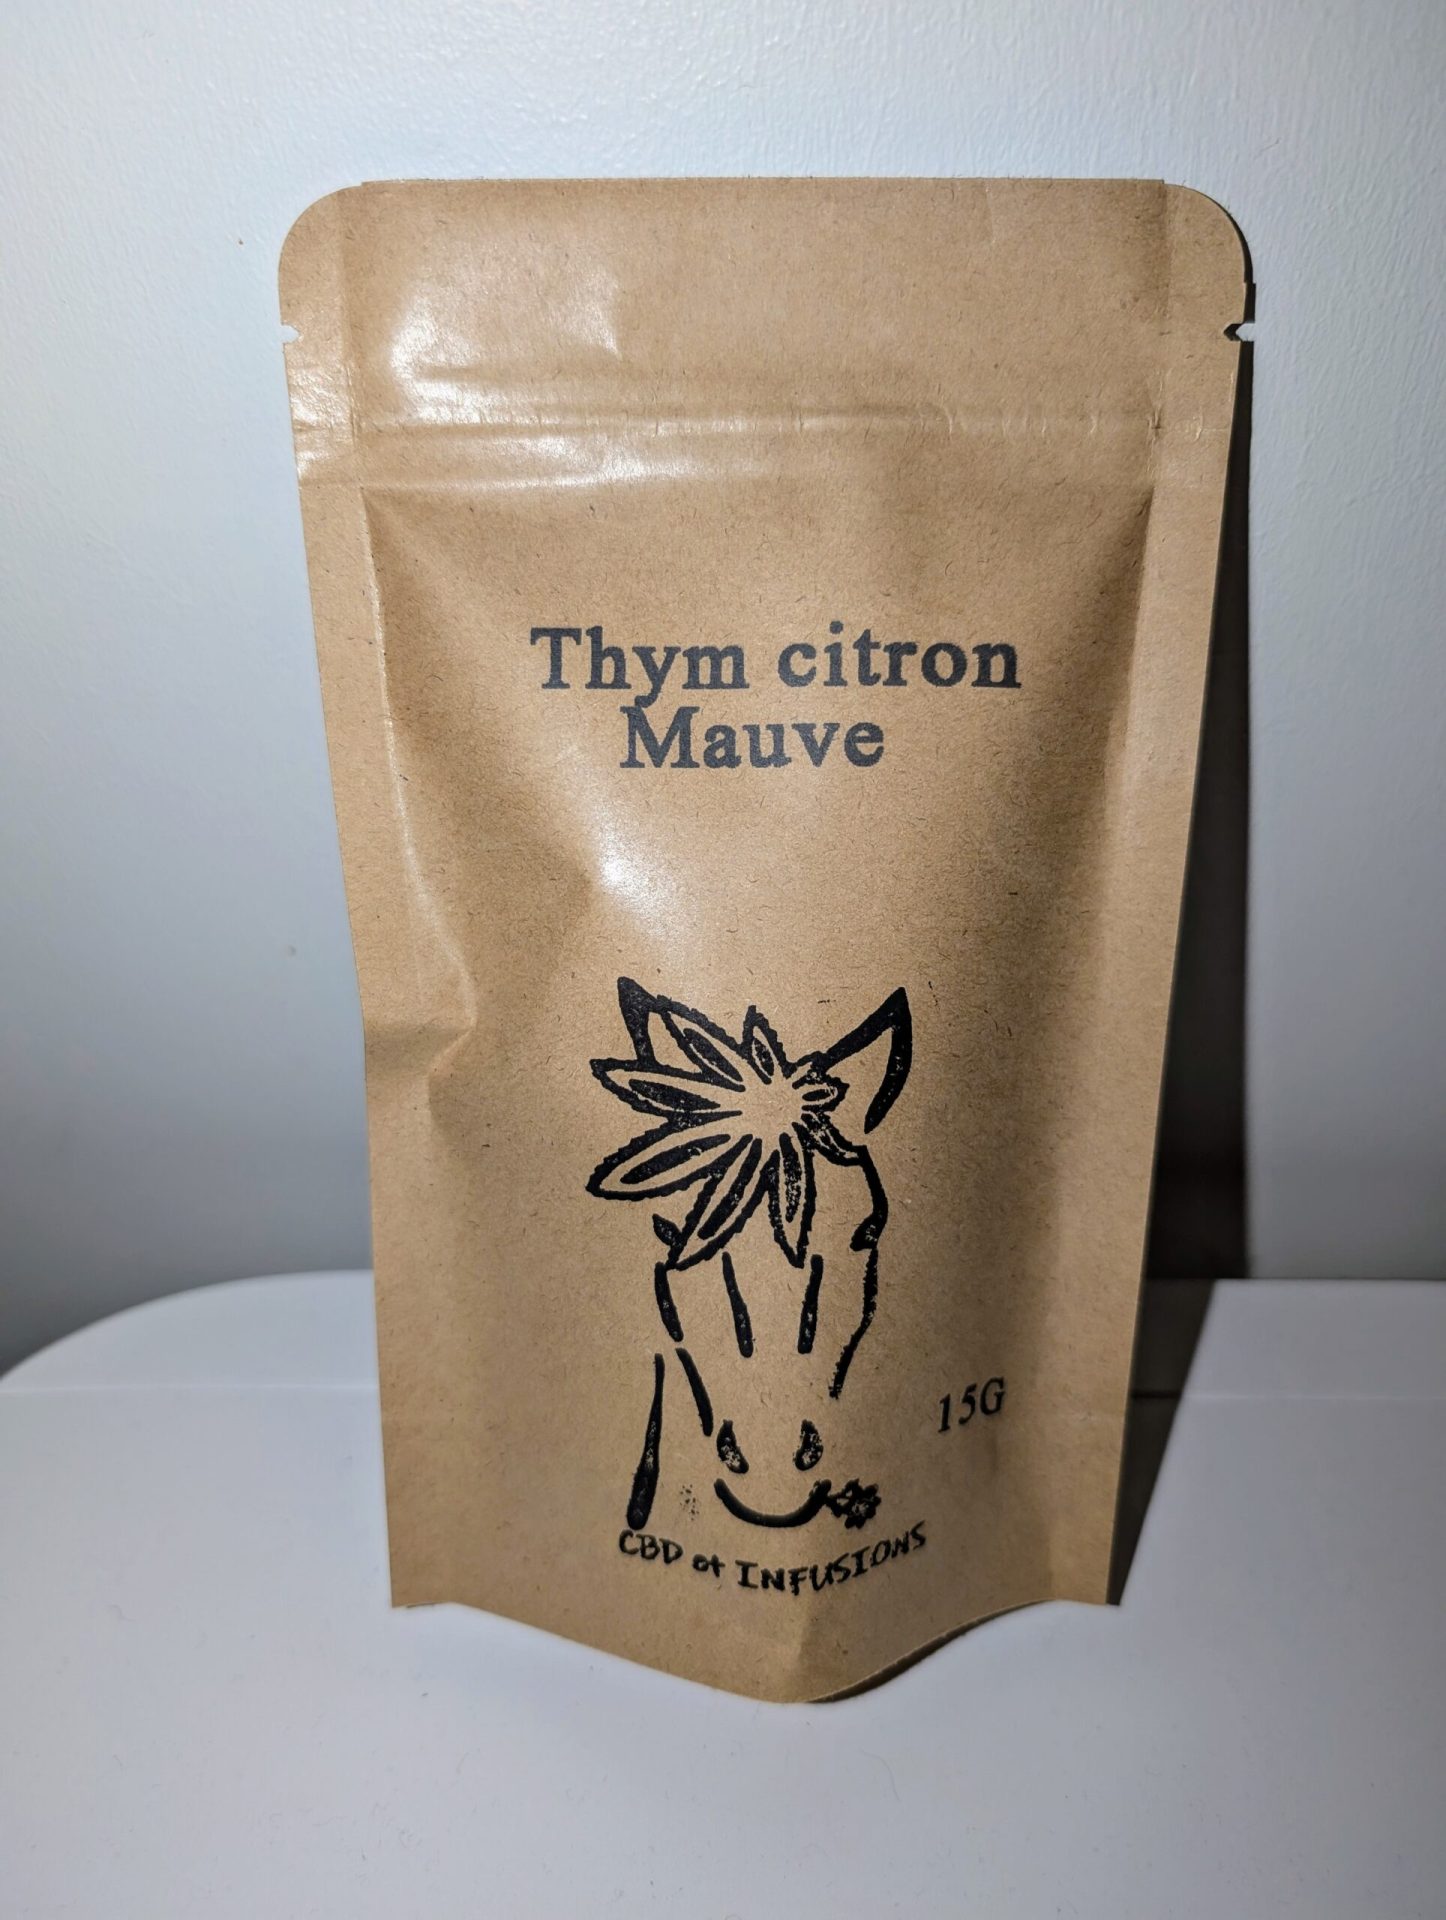 Thym citron
Mauve
15G
CBD et INFUSIONS